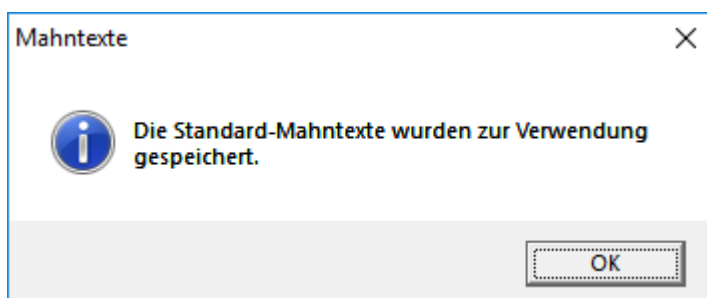 Mahntexte
Die Standard-Mahntexte wurden zur Verwendung
gespeichert.
OK